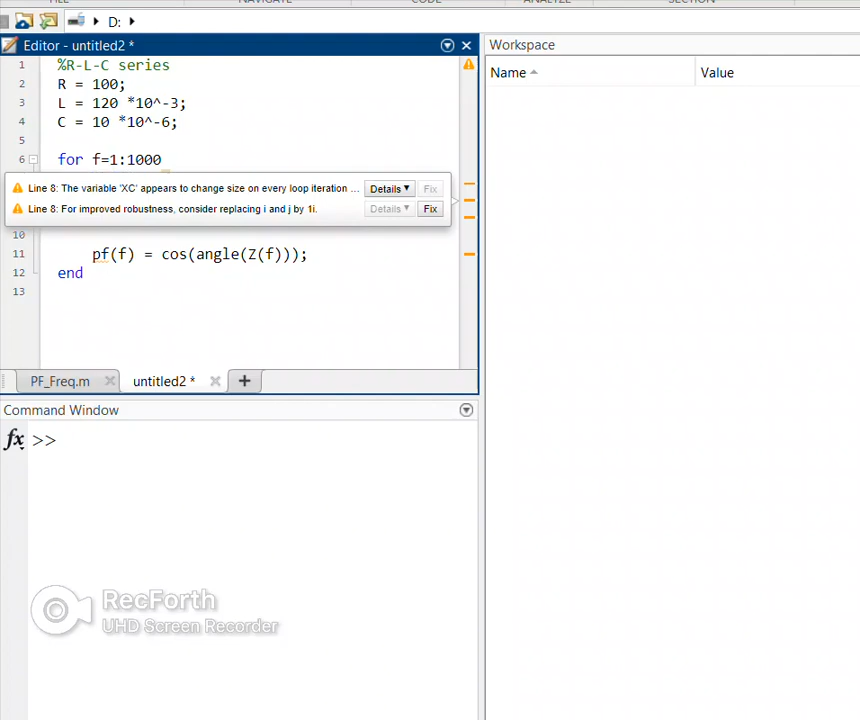 FILE NAVIGATE CODE ANALYZE SECTION
D:
Editor - untitled2 *
Workspace
Name Value
1 %R-L-C series
2 R = 100;
3 L = 120 *10^-3;
4 C = 10 *10^-6;
5
6 for f=1:1000
Line 8: The variable 'XC' appears to change size on every loop iteration ... Details Fix
Line 8: For improved robustness, consider replacing i and j by 1i. Details Fix
10
11 pf(f) = cos(angle(Z(f)));
12 end
13
PF_Freq.m untitled2 *
Command Window
fx >>
RecForth
UHD Screen Recorder